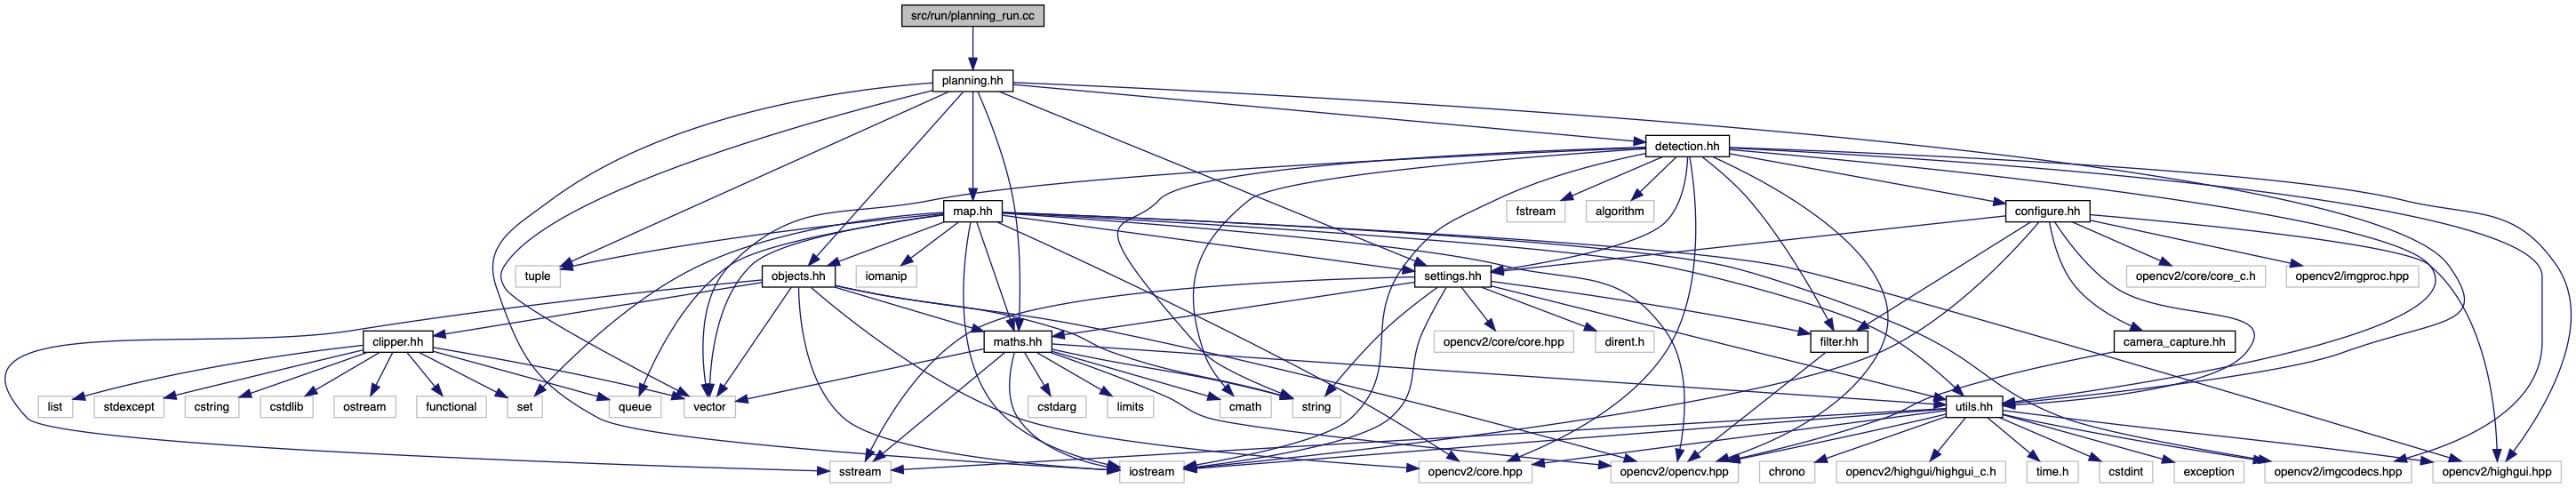 src/run/planning_run.cc
planning.hh
detection.hh
map.hh
fstream
algorithm
configure.hh
tuple
objects.hh
iomanip
settings.hh
opencv2/core/core_c.h
opencv2/imgproc.hpp
clipper.hh
maths.hh
opencv2/core/core.hpp
dirent.h
filter.hh
camera_capture.hh
list
stdexcept
cstring
cstdlib
ostream
functional
set
queue
vector
cstdarg
limits
cmath
string
utils.hh
sstream
iostream
opencv2/core.hpp
opencv2/opencv.hpp
chrono
opencv2/highgui/highgui_c.h
time.h
cstdint
exception
opencv2/imgcodecs.hpp
opencv2/highgui.hpp